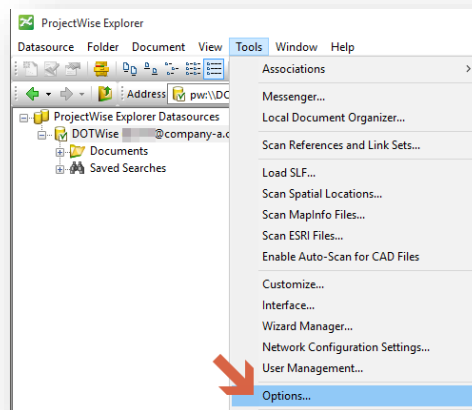 ProjectWise Explorer
Datasource Folder Document View Tools Window Help
Address pw:\\DC
ProjectWise Explorer Datasources
DOTWise @company-a.c
Documents
Saved Searches
Associations
Messenger...
Local Document Organizer...
Scan References and Link Sets...
Load SLF...
Scan Spatial Locations...
Scan MapInfo Files...
Scan ESRI Files...
Enable Auto-Scan for CAD Files
Customize...
Interface...
Wizard Manager...
Network Configuration Settings...
User Management...
Options...